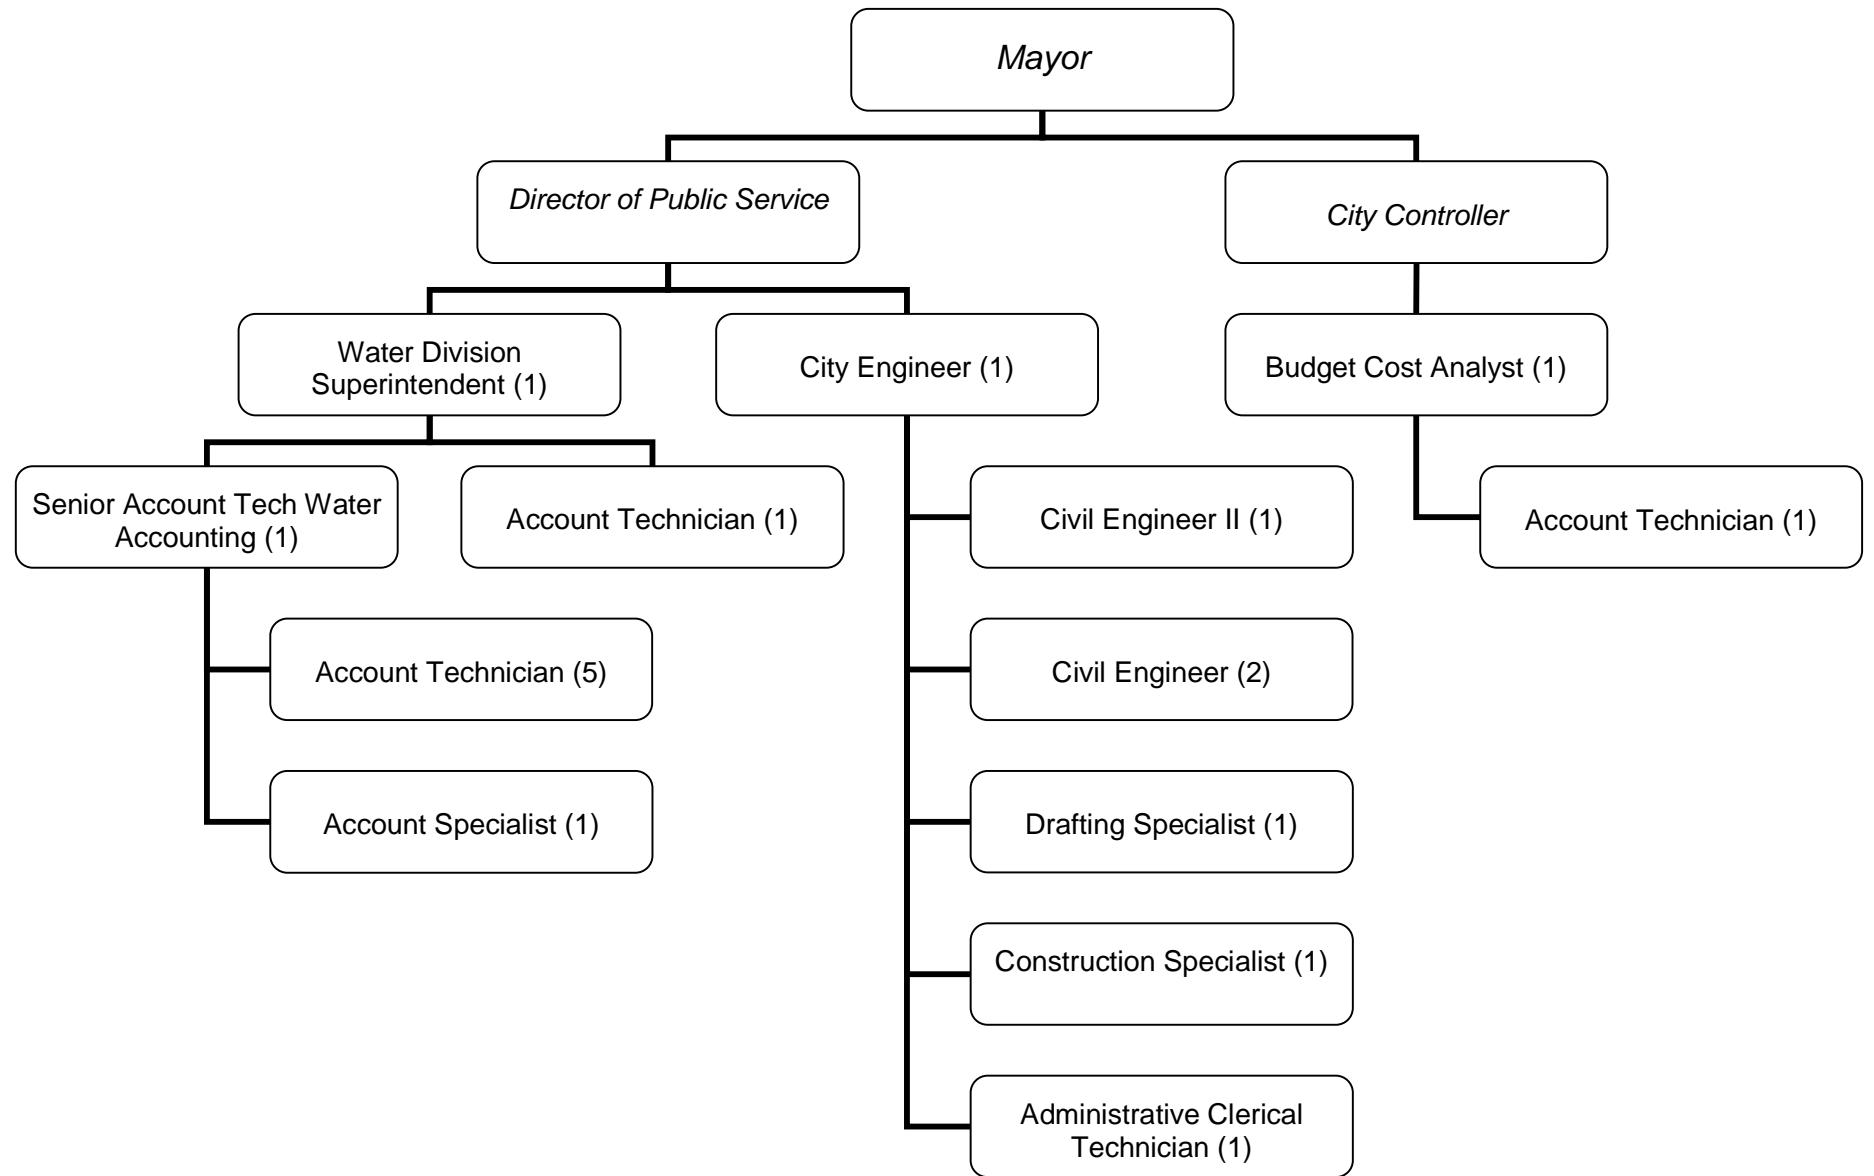 Mayor
Director of Public Service
City Controller
Water Division
Superintendent (1)
City Engineer (1)
Budget Cost Analyst (1)
Senior Account Tech Water
Accounting (1)
Account Technician (1)
Civil Engineer II (1)
Account Technician (1)
Account Technician (5)
Civil Engineer (2)
Account Specialist (1)
Drafting Specialist (1)
Construction Specialist (1)
Administrative Clerical
Technician (1)